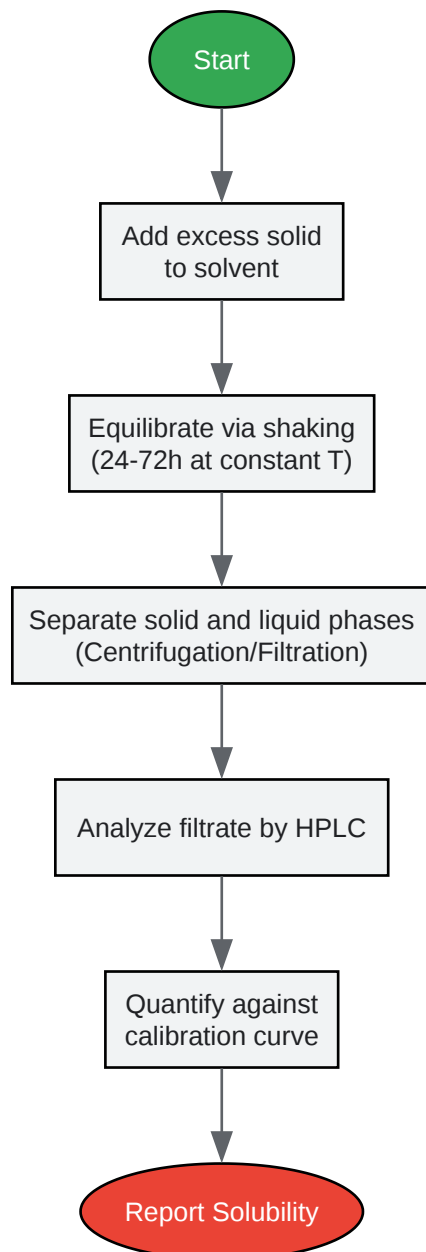 Start
Add excess solid
to solvent
Equilibrate via shaking
(24-72h at constant T)
Separate solid and liquid phases
(Centrifugation/Filtration)
Analyze filtrate by HPLC
Quantify against
calibration curve
Report Solubility